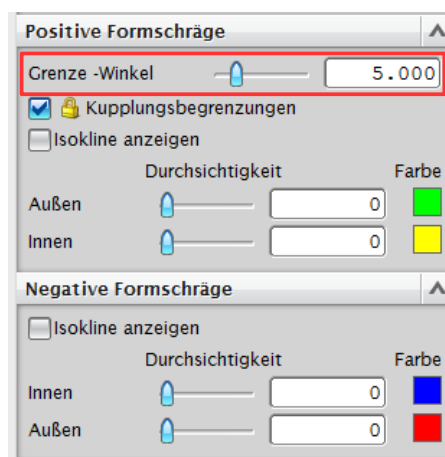 Positive Formschräge
Grenze -Winkel 5.000
Kupplungsbegrenzungen
Isokline anzeigen
Durchsichtigkeit Farbe
Außen 0
Innen 0
Negative Formschräge
Isokline anzeigen
Durchsichtigkeit Farbe
Innen 0
Außen 0